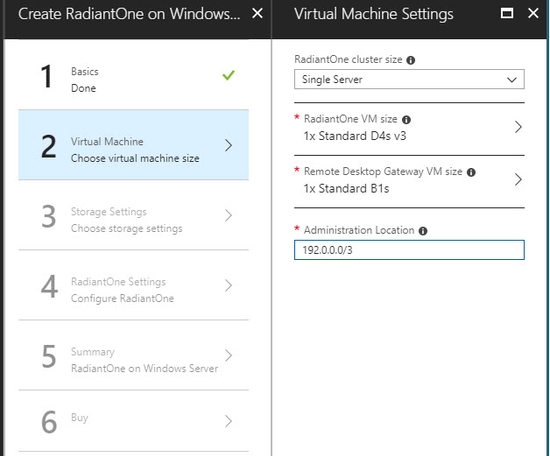 Create RadiantOne on Windows...
1
Basics
Done
2
Virtual Machine
Choose virtual machine size
3
Storage Settings
Choose storage settings
4
RadiantOne Settings
Configure RadiantOne
5
Summary
RadiantOne on Windows Server
6
Buy
Virtual Machine Settings
RadiantOne cluster size
Single Server
* RadiantOne VM size
1x Standard D4s v3
* Remote Desktop Gateway VM size
1x Standard B1s
* Administration Location
192.0.0.0/3